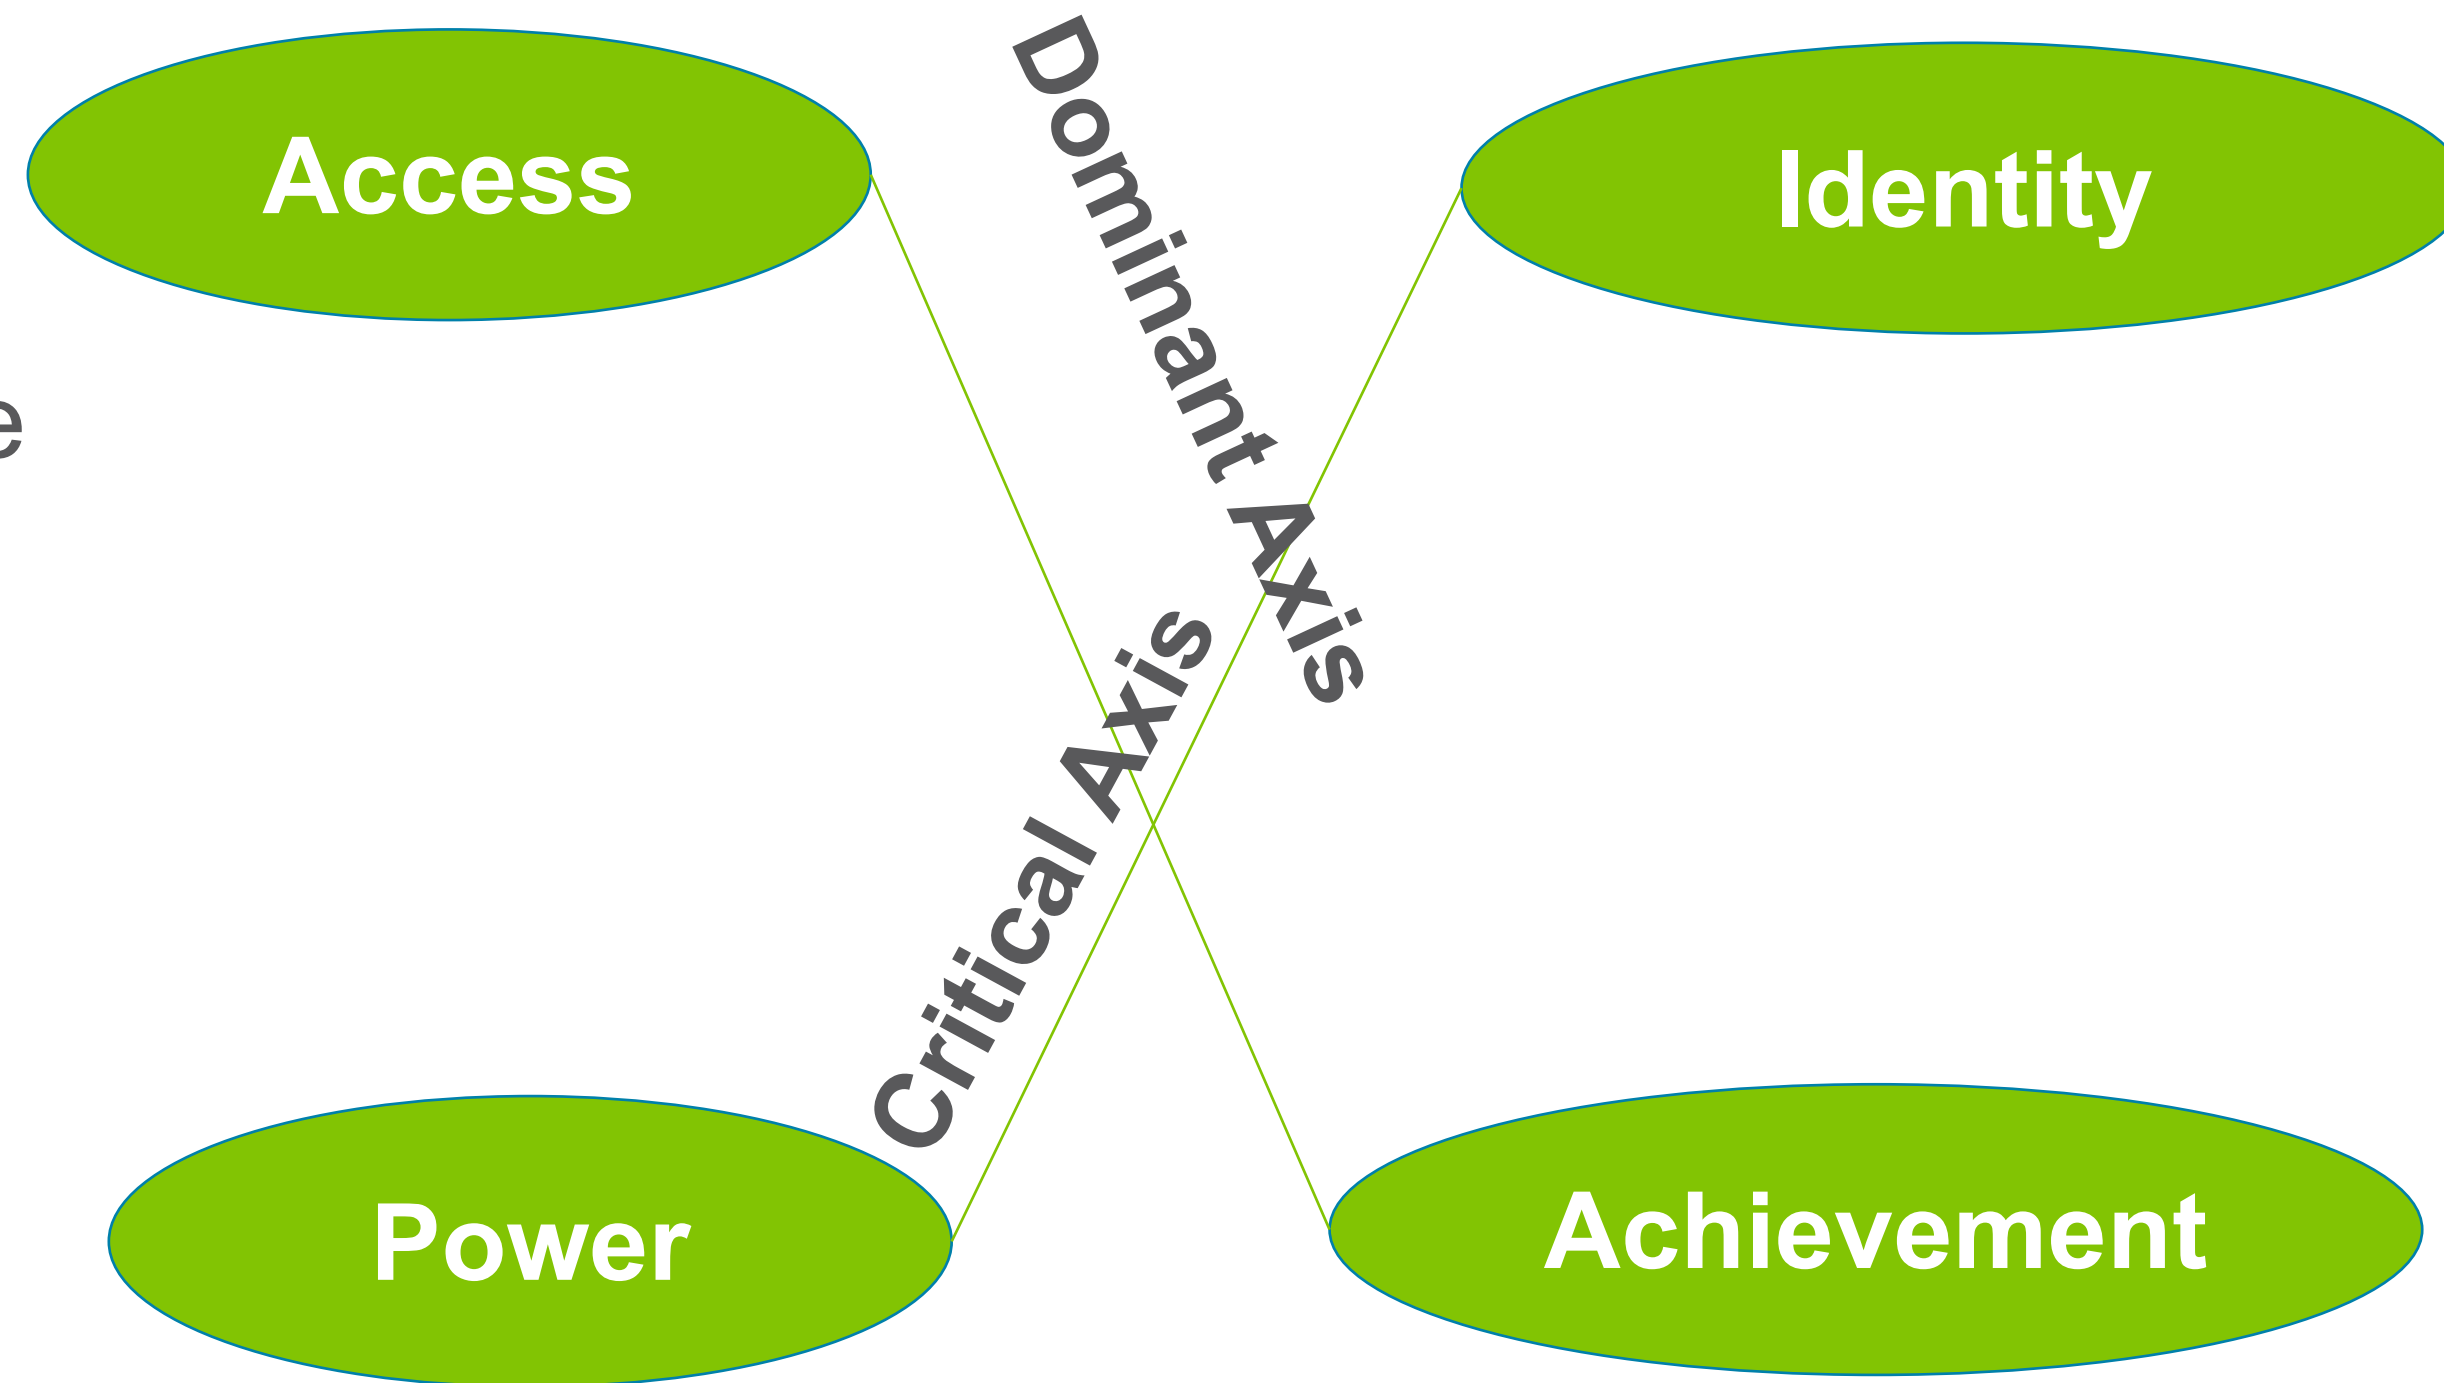 Access
Dominant Axis
Identity
e
Critical Axis
Power
Achievement